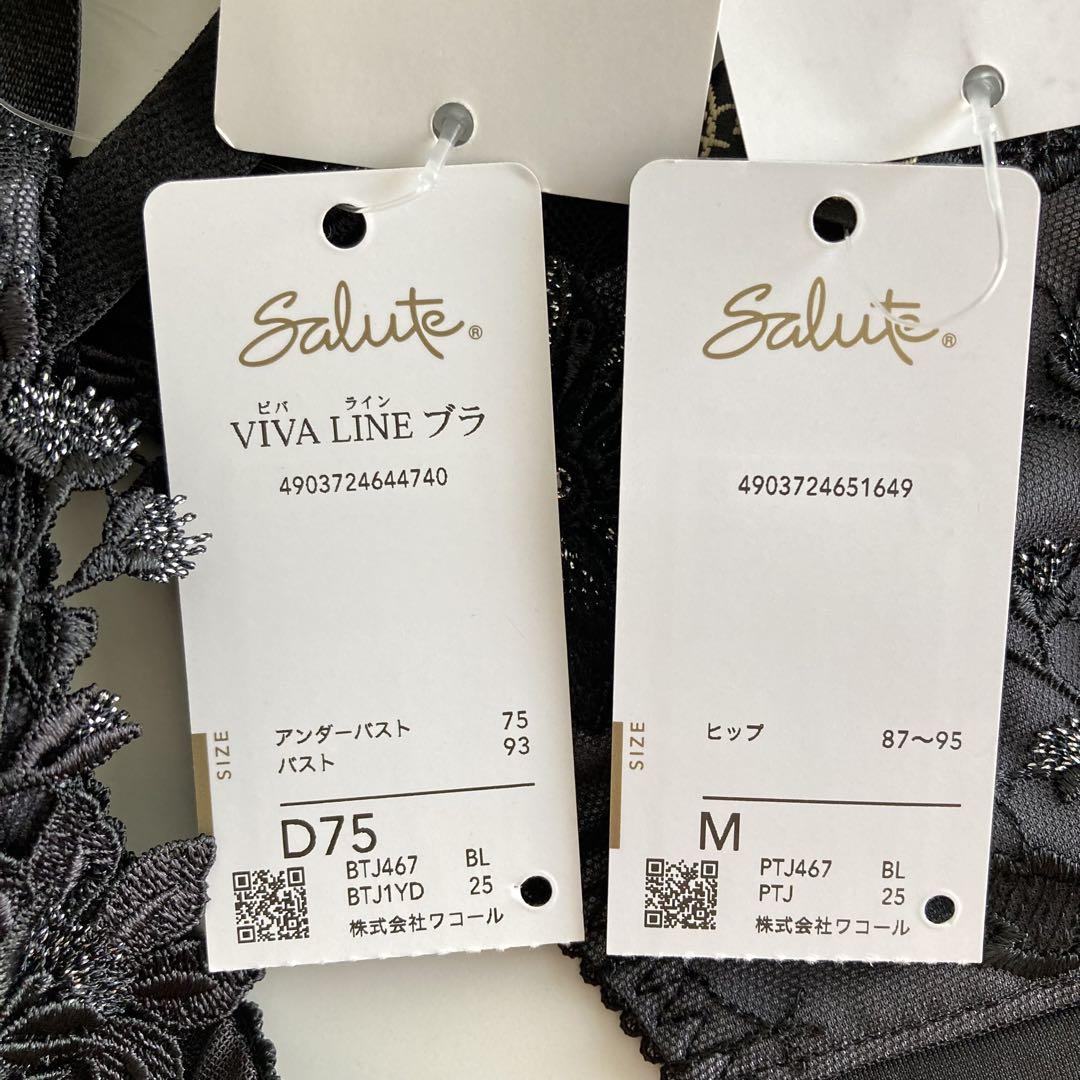 Salute®
ビバ ライン
VIVA LINE ブラ
4903724644740
SIZE
アンダーバスト 75
バスト 93
D75
BTJ467 BL
BTJ1YD 25
株式会社ワコール
Salute®
4903724651649
SIZE
ヒップ 87〜95
M
PTJ467 BL
PTJ 25
株式会社ワコール